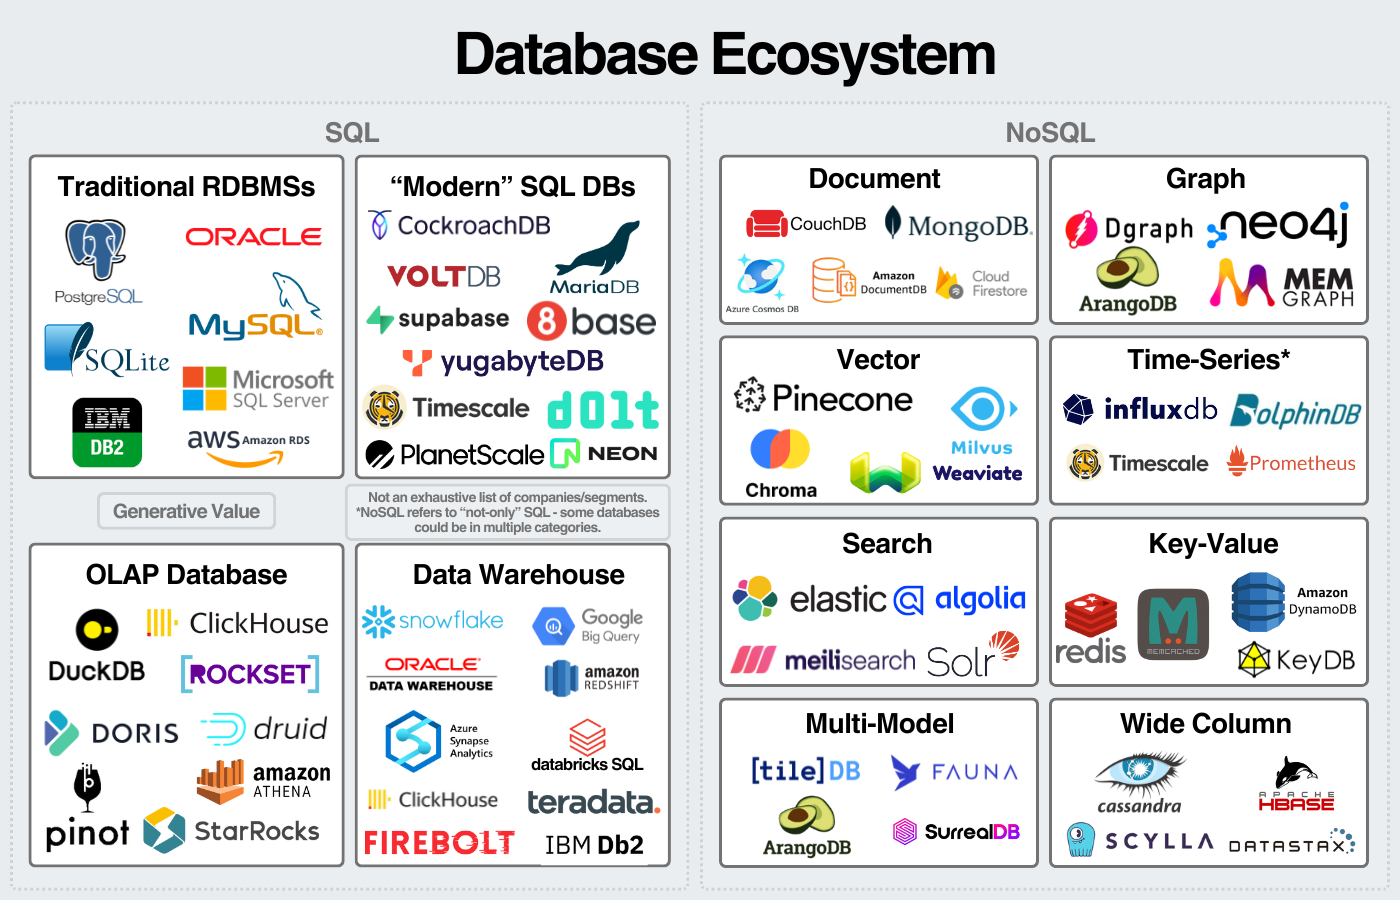 Database Ecosystem
SQL
Traditional RDBMSs
PostgreSQL
ORACLE
MySQL®
SQLite
Microsoft
SQL Server
IBM
DB2
aws Amazon RDS
“Modern” SQL DBs
CockroachDB
VOLTDB
MariaDB
supabase
8 base
yugabyteDB
Timescale
dolt
PlanetScale
NEON
Generative Value
Not an exhaustive list of companies/segments.
*NoSQL refers to “not-only” SQL - some databases
could be in multiple categories.
OLAP Database
DuckDB
ClickHouse
[ROCKSET]
DORIS
druid
pinot
amazon
ATHENA
StarRocks
Data Warehouse
snowflake
Google
Big Query
ORACLE®
DATA WAREHOUSE
amazon
REDSHIFT
Azure
Synapse
Analytics
databricks SQL
ClickHouse
teradata.
FIREBOLT
IBM Db2
NoSQL
Document
CouchDB
MongoDB.
Azure Cosmos DB
Amazon
DocumentDB
Cloud
Firestore
Graph
Dgraph
neo4j
ArangoDB
MEM
GRAPH
Vector
Pinecone
Milvus
Chroma
Weaviate
Time-Series*
influxdb
DolphinDB
Timescale
Prometheus
Search
elastic
algolia
meilisearch
Solr
Key-Value
redis
MEMCACHED
Amazon
DynamoDB
KeyDB
Multi-Model
[tile]DB
FAUNA
ArangoDB
SurrealDB
Wide Column
cassandra
APACHE
HBASE
SCYLLA
DATASTAX